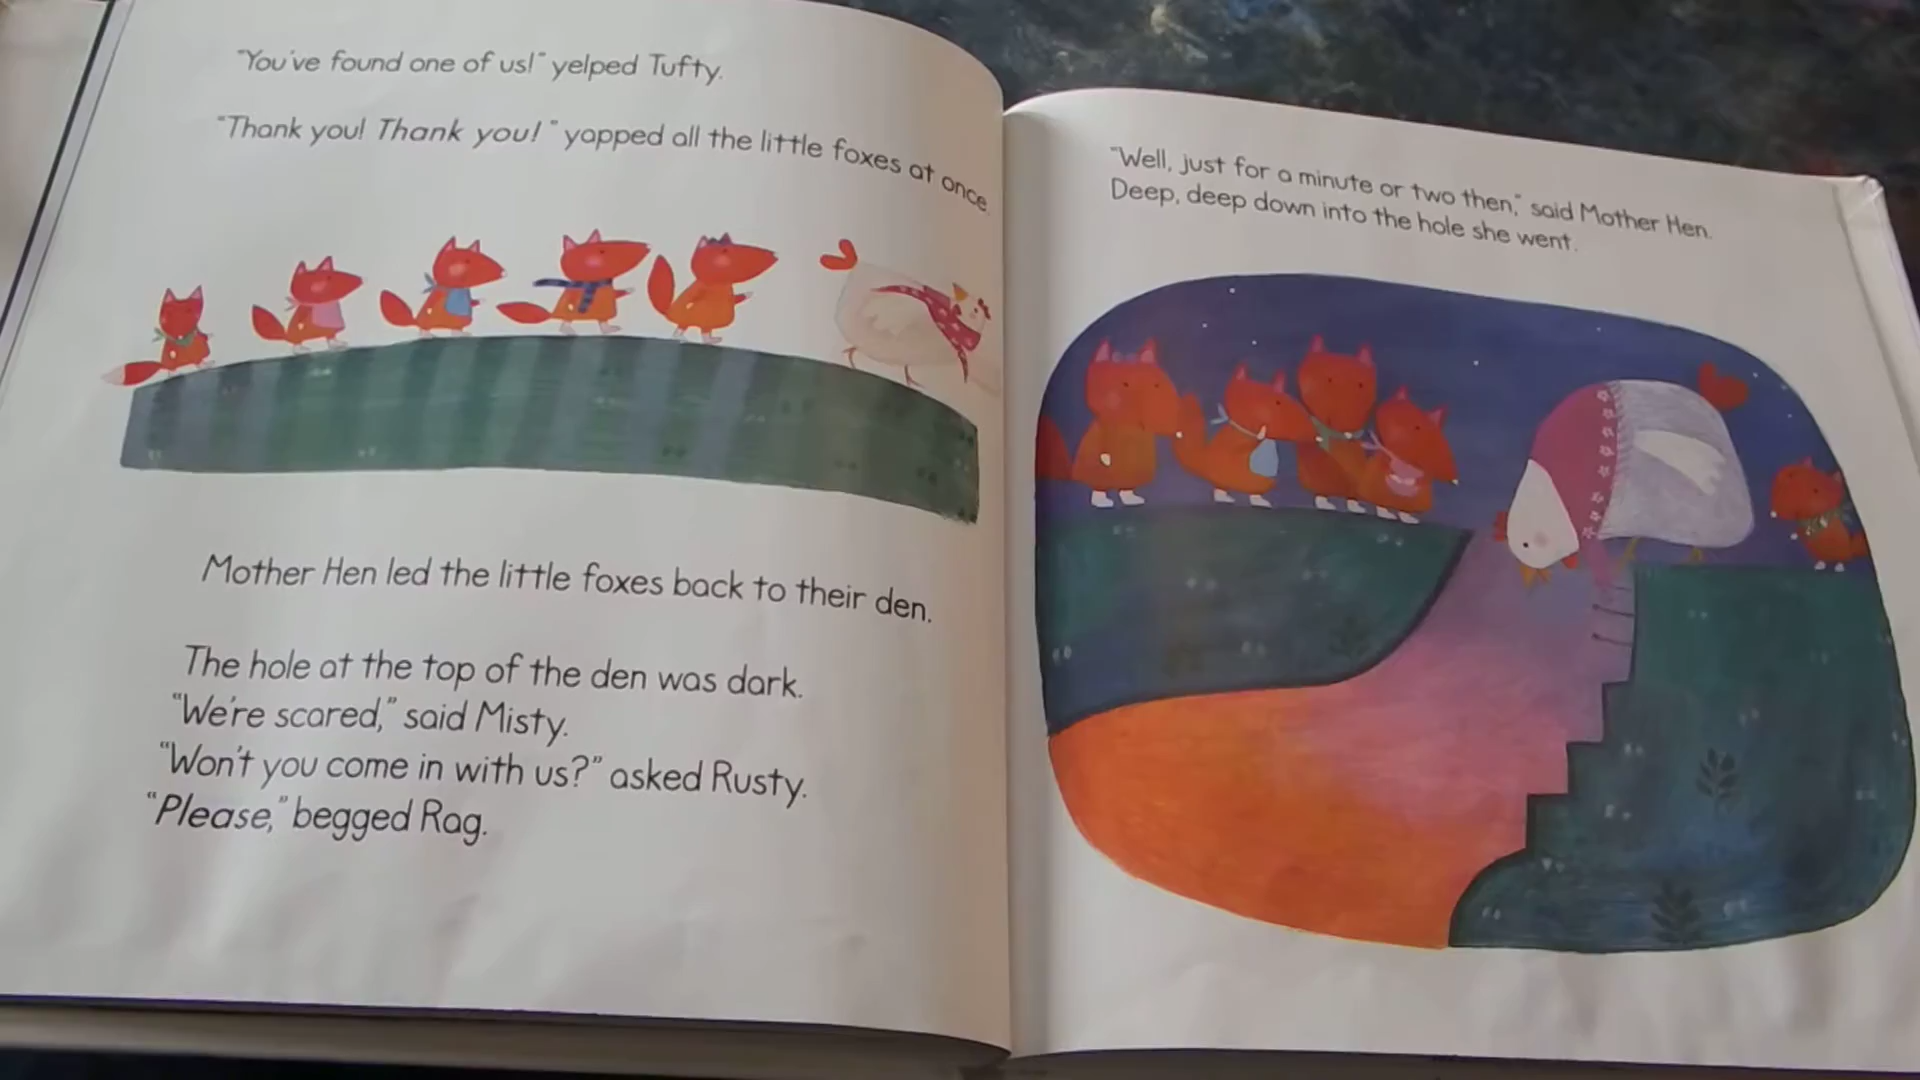 "You've found one of us!" yelped Tufty.
"Thank you! Thank you!" yapped all the little foxes at once.
Mother Hen led the little foxes back to their den.
The hole at the top of the den was dark.
"We're scared," said Misty.
"Won't you come in with us?" asked Rusty.
"Please," begged Rag.
"Well, just for a minute or two then," said Mother Hen.
Deep, deep down into the hole she went.